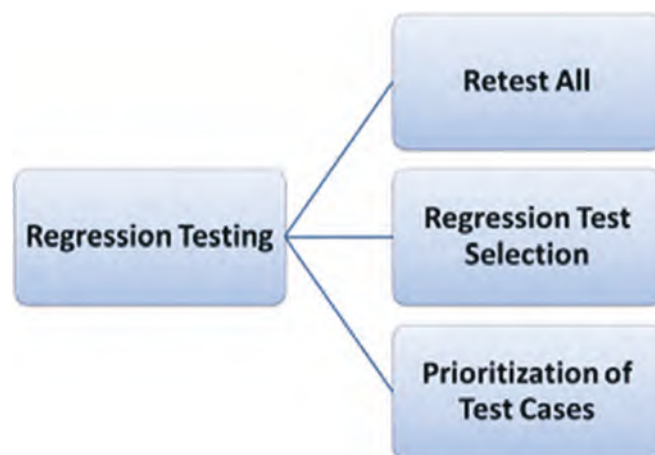 Retest All
Regression Testing
Regression Test
Selection
Prioritization of
Test Cases